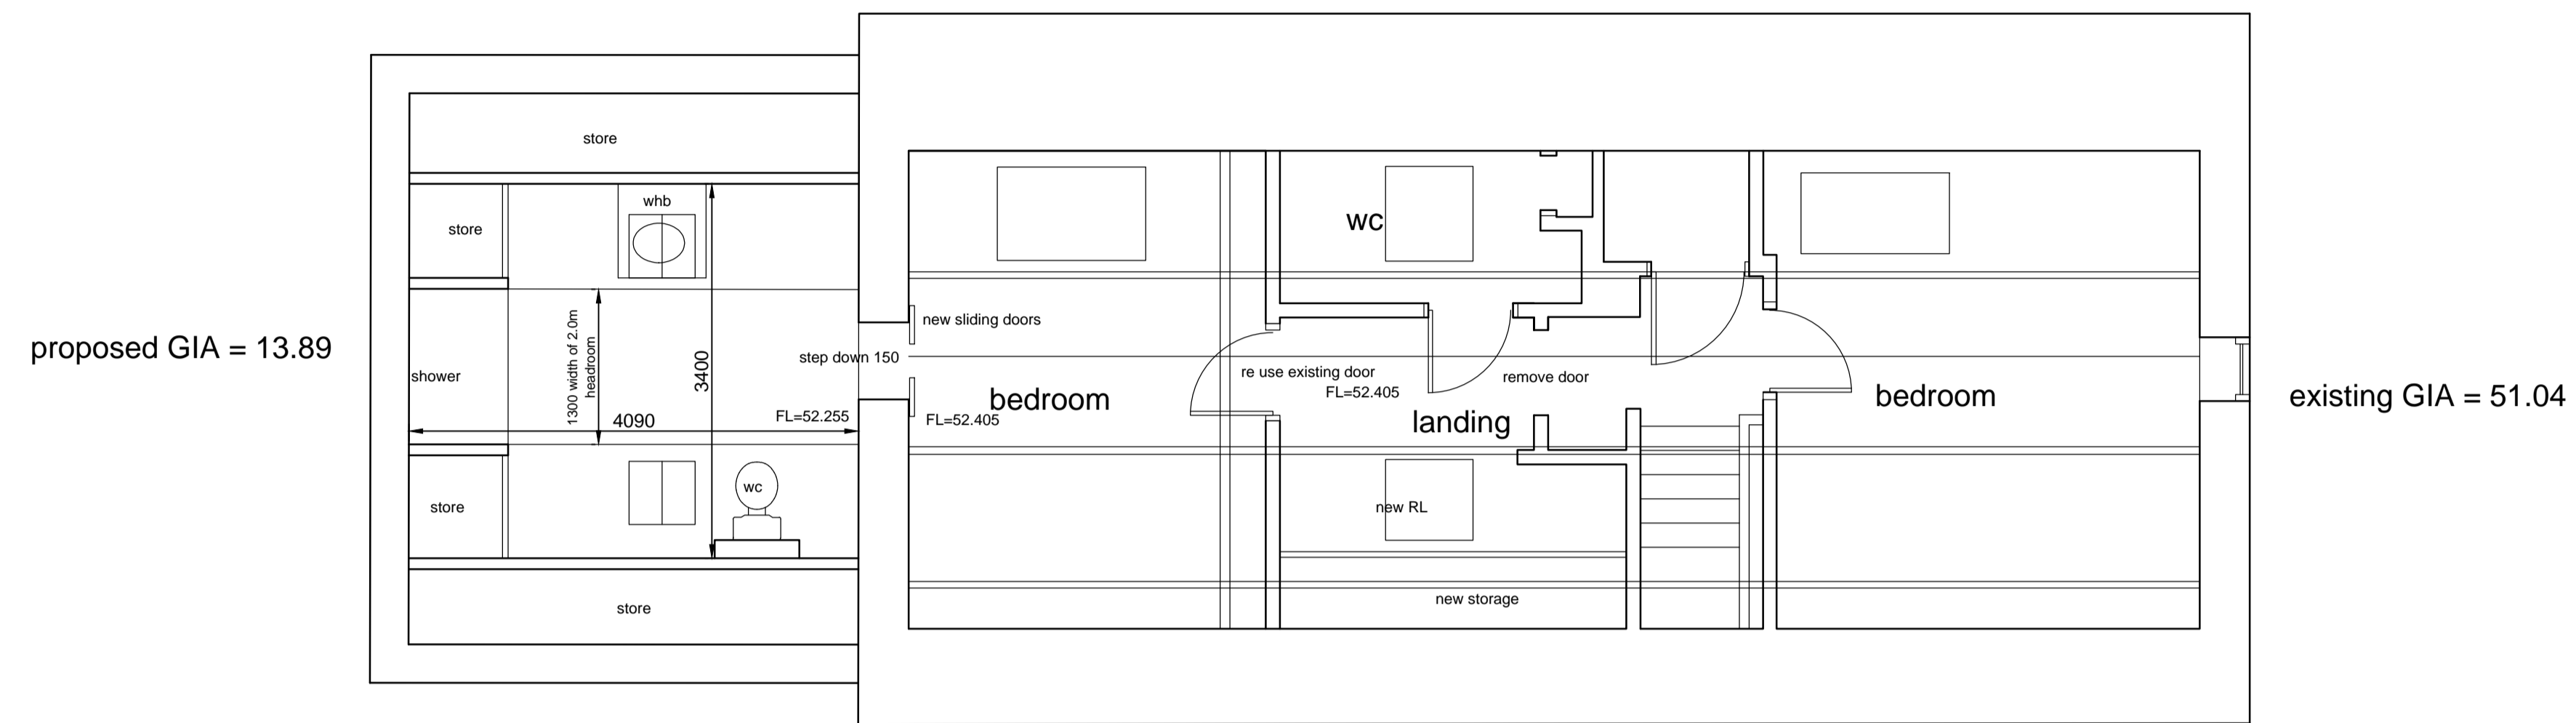 store
store
whb
wc
new sliding doors
proposed GIA = 13.89
1300 width of 2.0m
headroom
3400
step down 150
shower
re use existing door
remove door
FL=52.405
bedroom
bedroom
existing GIA = 51.04
4090
FL=52.255
FL=52.405
landing
wc
store
new RL
new storage
store